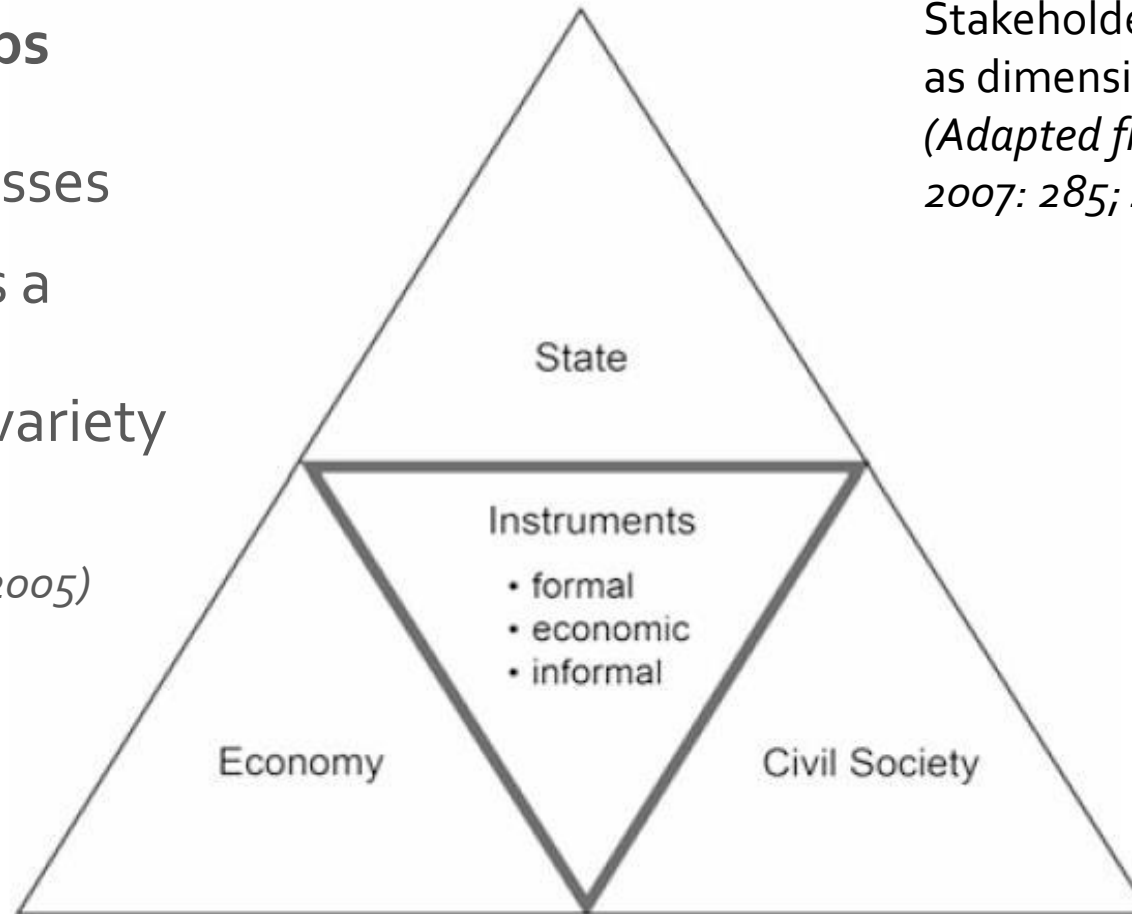 ps
sses
s a
variety
2005)
Stakeholde
as dimensi
(Adapted fr
2007: 285;
State
Instruments
• formal
• economic
• informal
Economy
Civil Society